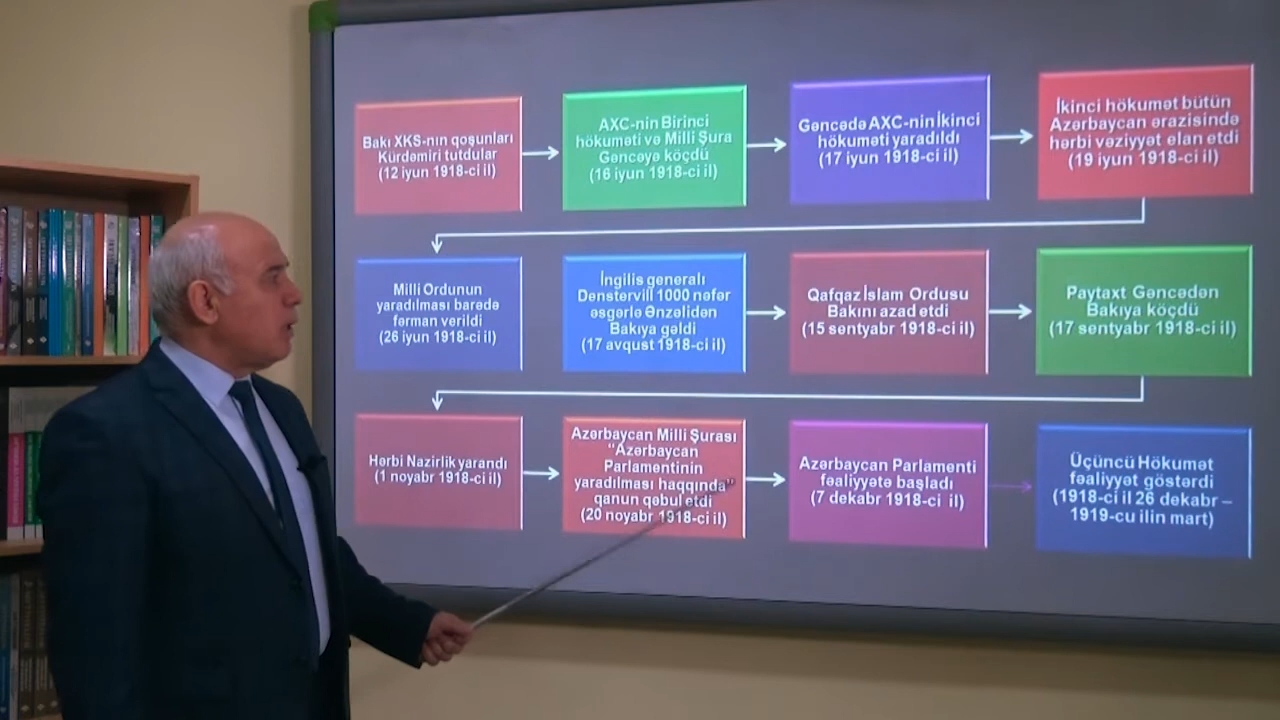 Bakı XKS-nın qoşunları
Kürdəmiri tutdular
(12 iyun 1918-ci il)
AXC-nin Birinci
hökuməti və Milli Şura
Gəncəyə köçdü
(16 iyun 1918-ci il)
Gəncədə AXC-nin İkinci
hokuməti yaradıldı
(17 iyun 1918-ci il)
İkinci hökumət bütün
Azərbaycan ərazisində
hərbi vəziyyət elan etdi
(19 iyun 1918-ci il)
Milli Ordunun
yaradılması barədə
fərman verildi
(26 iyun 1918-ci il)
İngilis generalı
Denstervill 1000 nəfər
əsgərlə Ənzəlidən
Bakıya gəldi
(17 avqust 1918-ci il)
Qafqaz İslam Ordusu
Bakını azad etdi
(15 sentyabr 1918-ci il)
Paytaxt Gəncədən
Bakıya köçdü
(17 sentyabr 1918-ci il)
Hərbi Nazirlik yarandı
(1 noyabr 1918-ci il)
Azərbaycan Milli Şurası
“Azərbaycan
Parlamentinin
yaradılması haqqında”
qanun qəbul etdi
(20 noyabr 1918-ci il)
Azərbaycan Parlamenti
fəaliyyətə başladı
(7 dekabr 1918-ci il)
Üçüncü Hökumət
fəaliyyət göstərdi
(1918-ci il 26 dekabr –
1919-cu ilin mart)